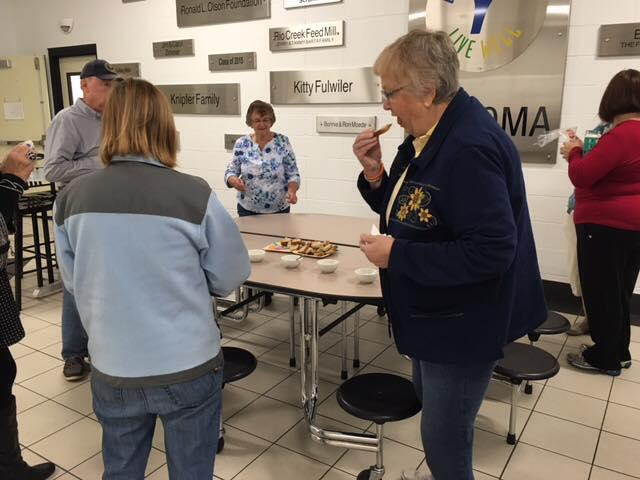 Ronald L. Olson Foundation
Rio Creek Feed Mill
Class of 2015
Kitty Fulwiler
Knipfer Family
Bonnie & Ron Moede
LIVE WELL
OMA